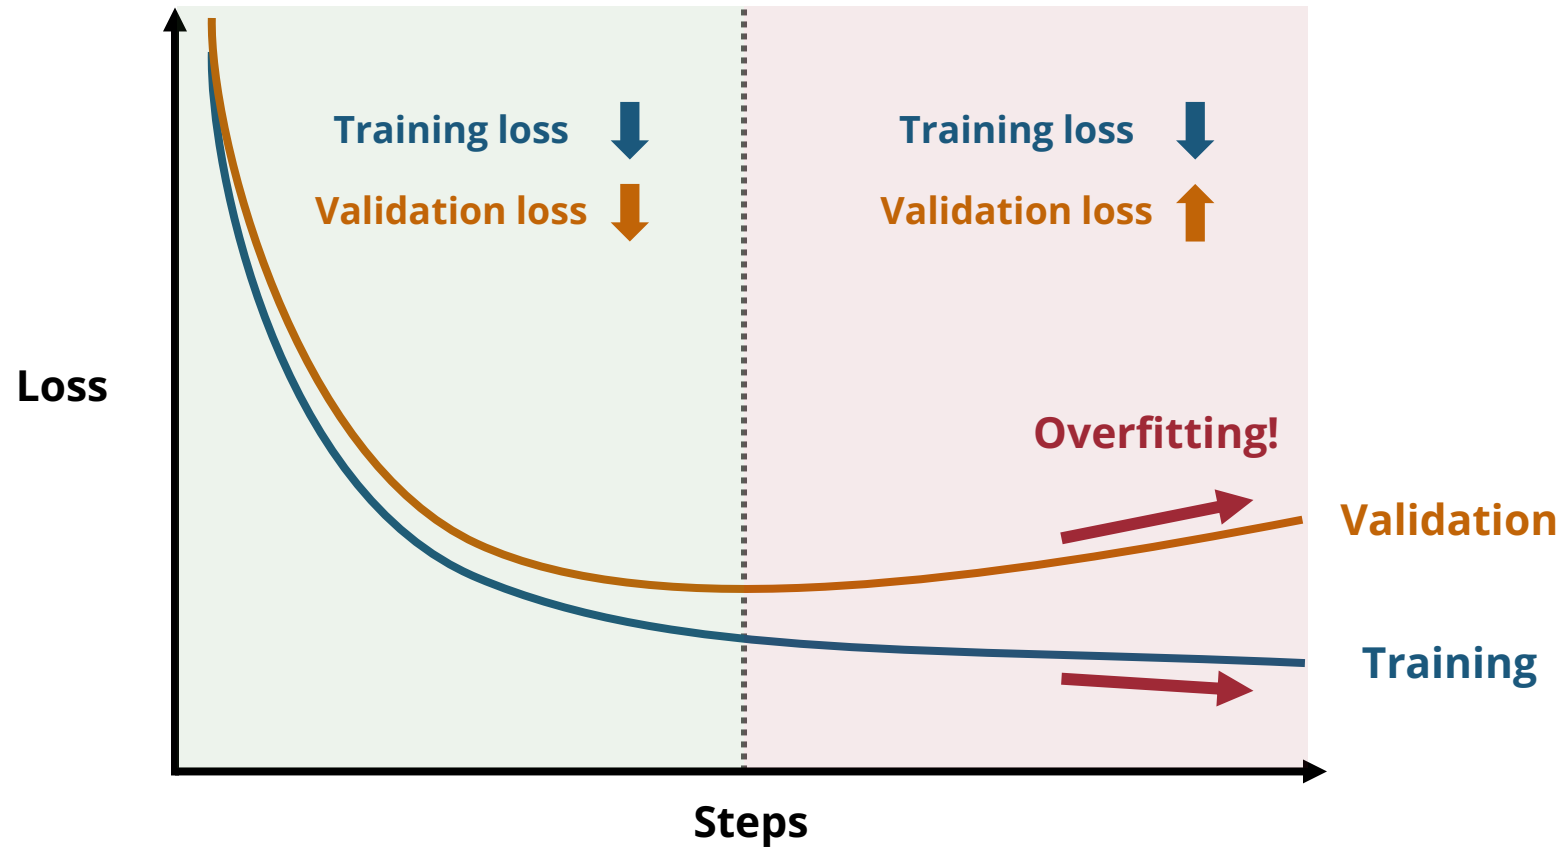 Training loss
Validation loss
Training loss
Validation loss
Loss
Overfitting!
Validation
Training
Steps